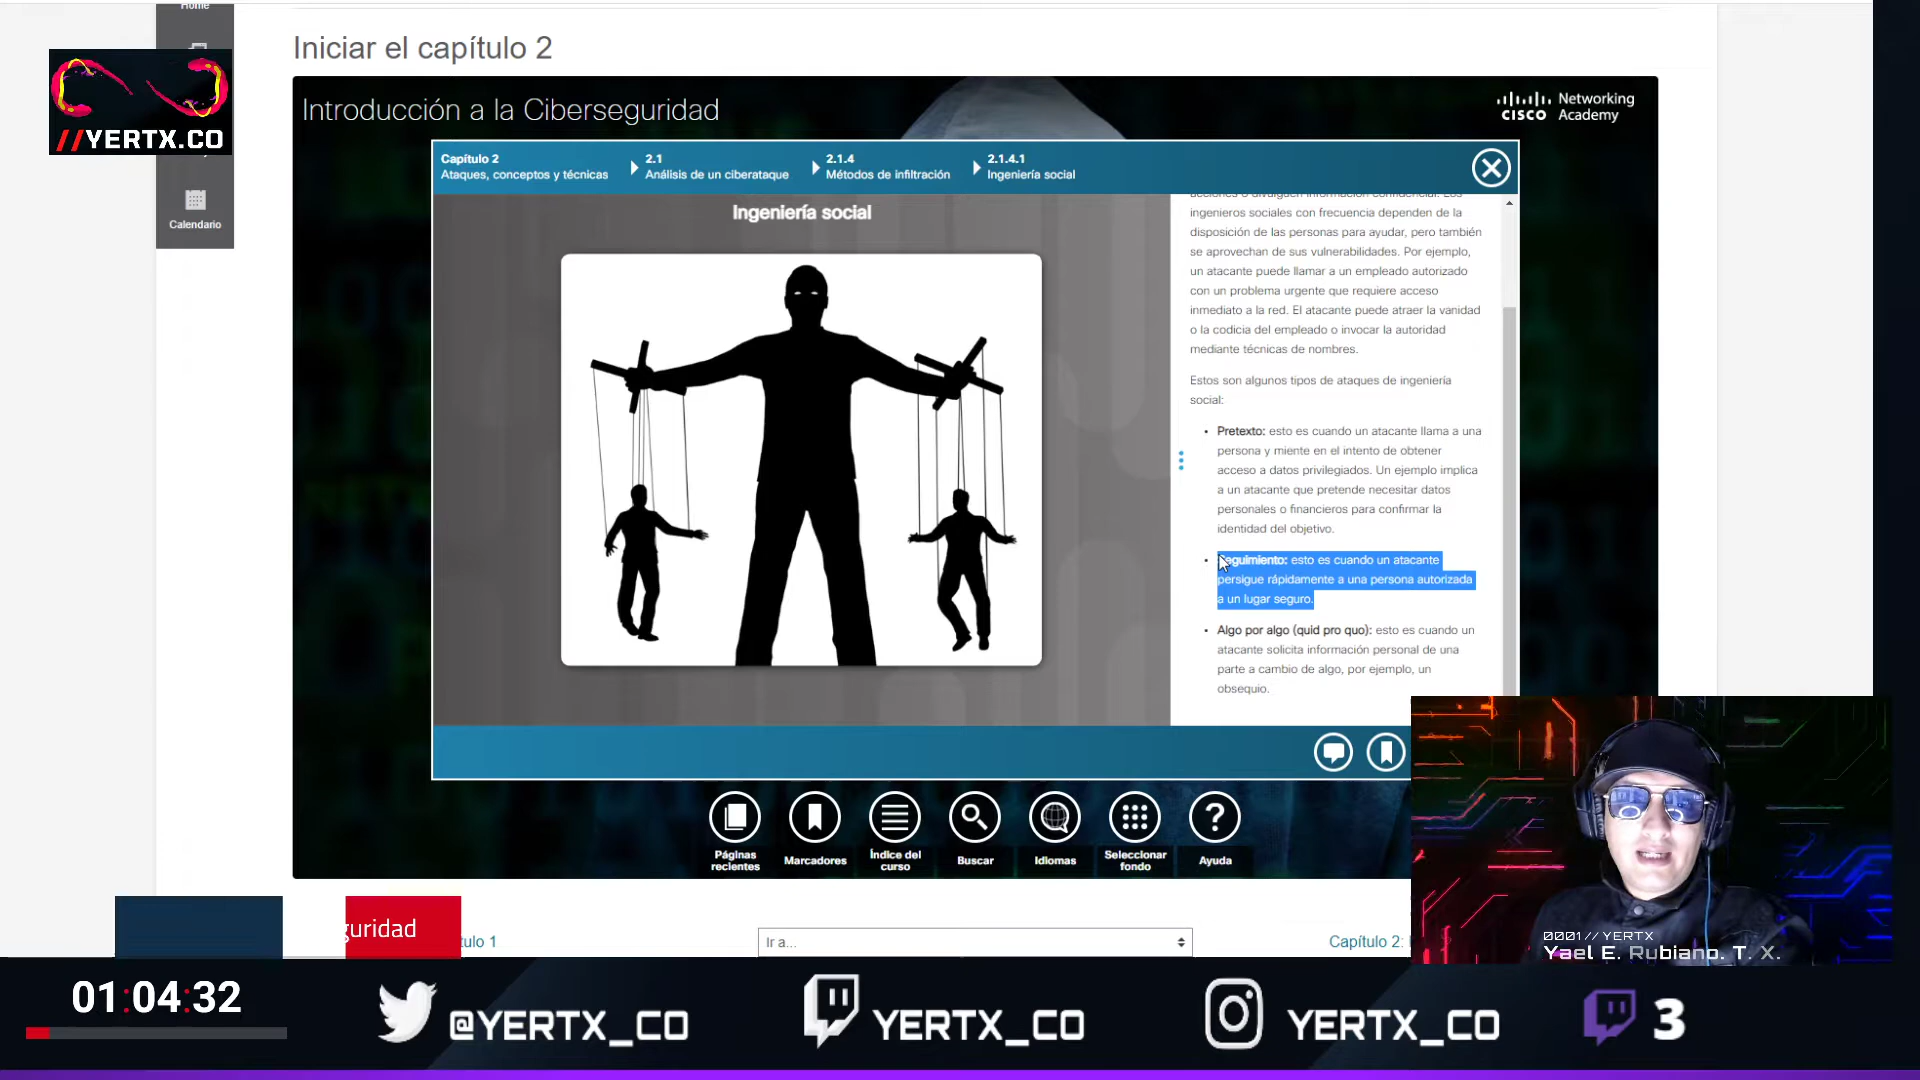 Home
Iniciar el capítulo 2
//YERTX.CO
Calendario
Introducción a la Ciberseguridad
CISCO Networking Academy
Capítulo 2
Ataques, conceptos y técnicas
2.1
Análisis de un ciberataque
2.1.4
Métodos de infiltración
2.1.4.1
Ingeniería social
Ingeniería social
acciones o divulguen información confidencial. Los
ingenieros sociales con frecuencia dependen de la
disposición de las personas para ayudar, pero también
se aprovechan de sus vulnerabilidades. Por ejemplo,
un atacante puede llamar a un empleado autorizado
con un problema urgente que requiere acceso
inmediato a la red. El atacante puede atraer la vanidad
o la codicia del empleado o invocar la autoridad
mediante técnicas de nombres.
Estos son algunos tipos de ataques de ingeniería
social:
• Pretexto: esto es cuando un atacante llama a una
persona y miente en el intento de obtener
acceso a datos privilegiados. Un ejemplo implica
a un atacante que pretende necesitar datos
personales o financieros para confirmar la
identidad del objetivo.
• Seguimiento: esto es cuando un atacante
persigue rápidamente a una persona autorizada
a un lugar seguro.
• Algo por algo (quid pro quo): esto es cuando un
atacante solicita información personal de una
parte a cambio de algo, por ejemplo, un
obsequio.
Páginas recientes
Marcadores
Índice del curso
Buscar
Idiomas
Seleccionar fondo
Ayuda
guridad
tulo 1
Ir a...
Capítulo 2:
0001 // YERTX
Yael E. Rubiano. T. X.
01:04:32
@YERTX_CO
YERTX_CO
YERTX_CO
3